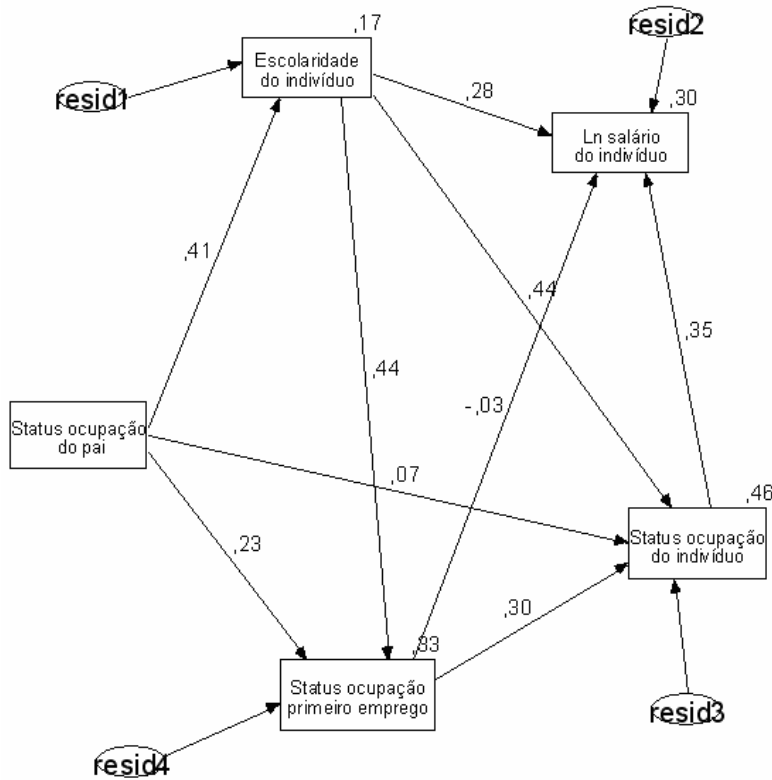 resid2
,17
Escolaridade
do indivíduo
resid1
,28
,30
Ln salário
do indivíduo
,41
,44
,44
,35
-,03
Status ocupação
do pai
,07
,46
Status ocupação
do indivíduo
,23
,30
,33
Status ocupação
primeiro emprego
resid3
resid4